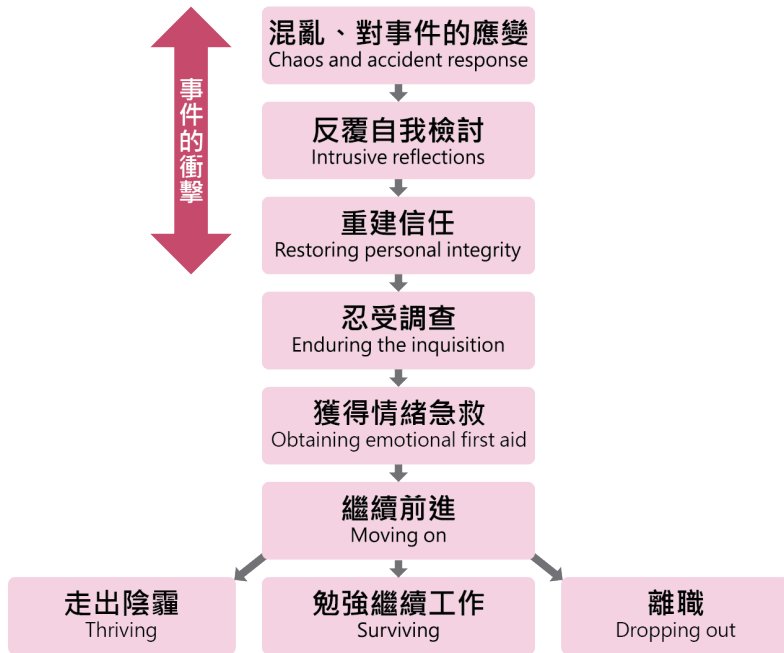 混亂、對事件的應變
Chaos and accident response
事件的衝擊
反覆自我檢討
Intrusive reflections
重建信任
Restoring personal integrity
忍受調查
Enduring the inquisition
獲得情緒急救
Obtaining emotional first aid
繼續前進
Moving on
走出陰霾
Thriving
勉強繼續工作
Surviving
離職
Dropping out